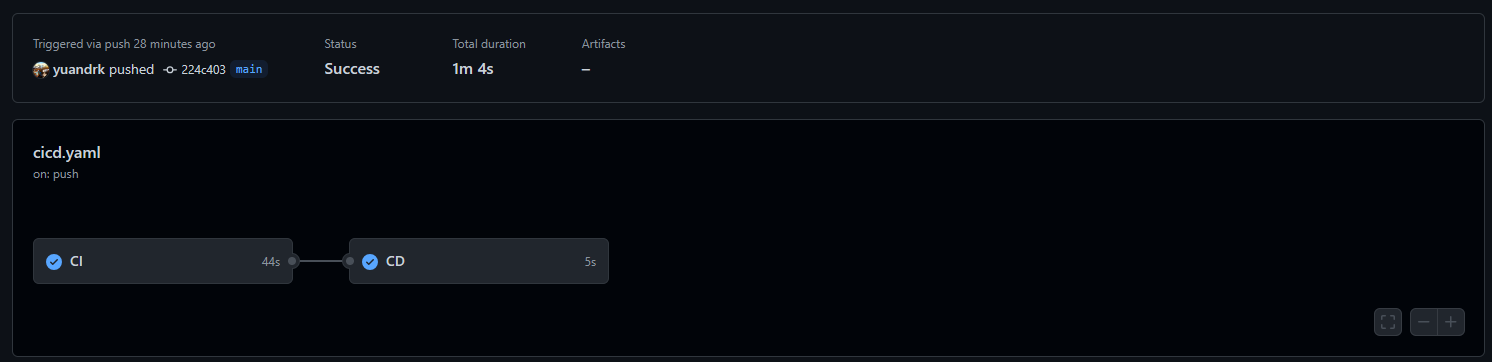 Triggered via push 28 minutes ago
yuandrk pushed 224c403 main
Status
Success
Total duration
1m 4s
Artifacts
–
cicd.yaml
on: push
CI 44s
CD 5s